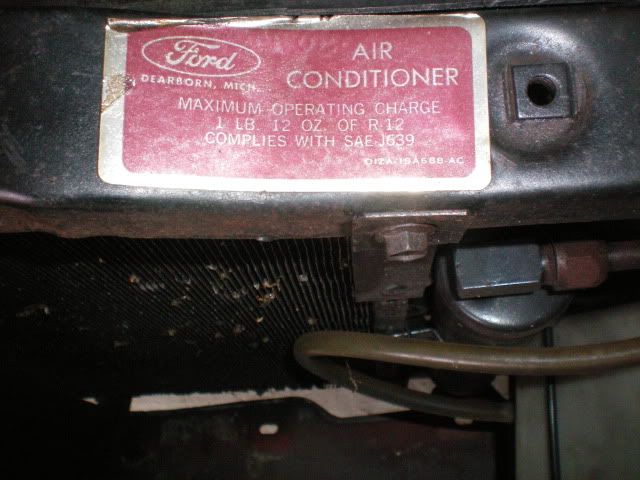 Ford
AIR
DEARBORN, MICH.
CONDITIONER
MAXIMUM OPERATING CHARGE
1 LB. 12 OZ. OF R-12
COMPLIES WITH SAE J639
D1ZA-19A688-AC